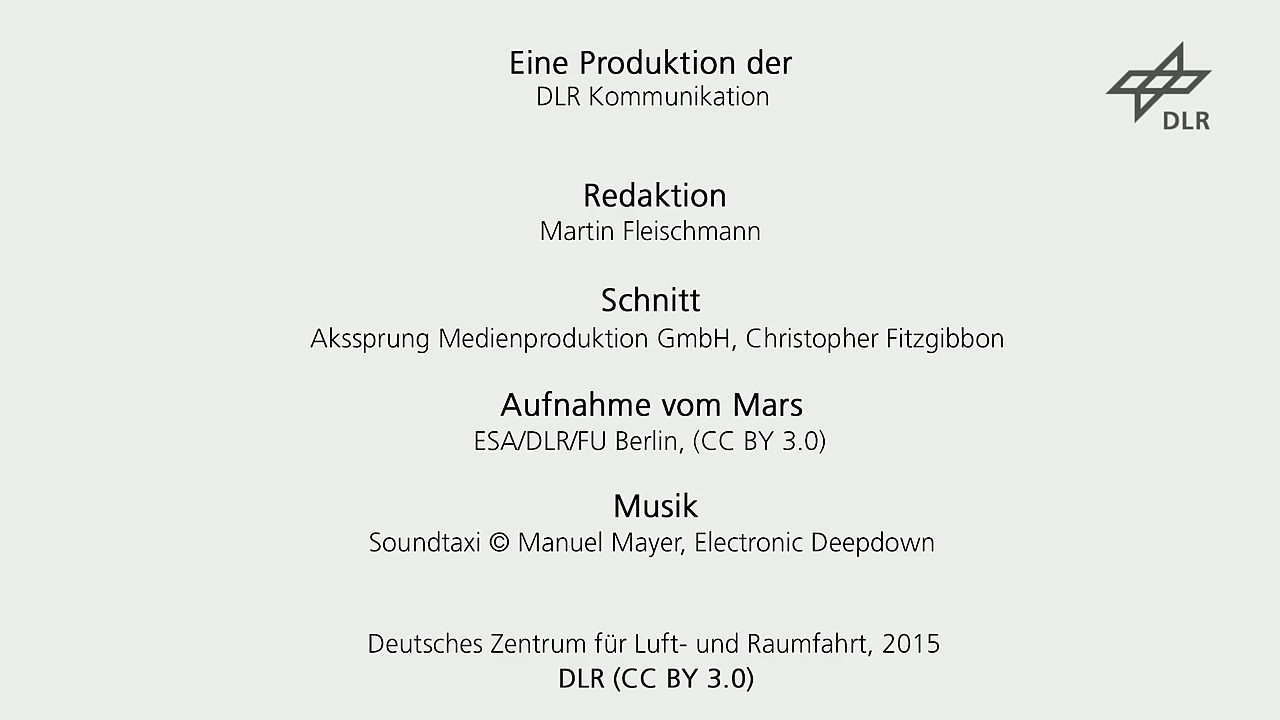 Eine Produktion der
DLR Kommunikation
DLR
Redaktion
Martin Fleischmann
Schnitt
Akssprung Medienproduktion GmbH, Christopher Fitzgibbon
Aufnahme vom Mars
ESA/DLR/FU Berlin, (CC BY 3.0)
Musik
Soundtaxi © Manuel Mayer, Electronic Deepdown
Deutsches Zentrum für Luft- und Raumfahrt, 2015
DLR (CC BY 3.0)